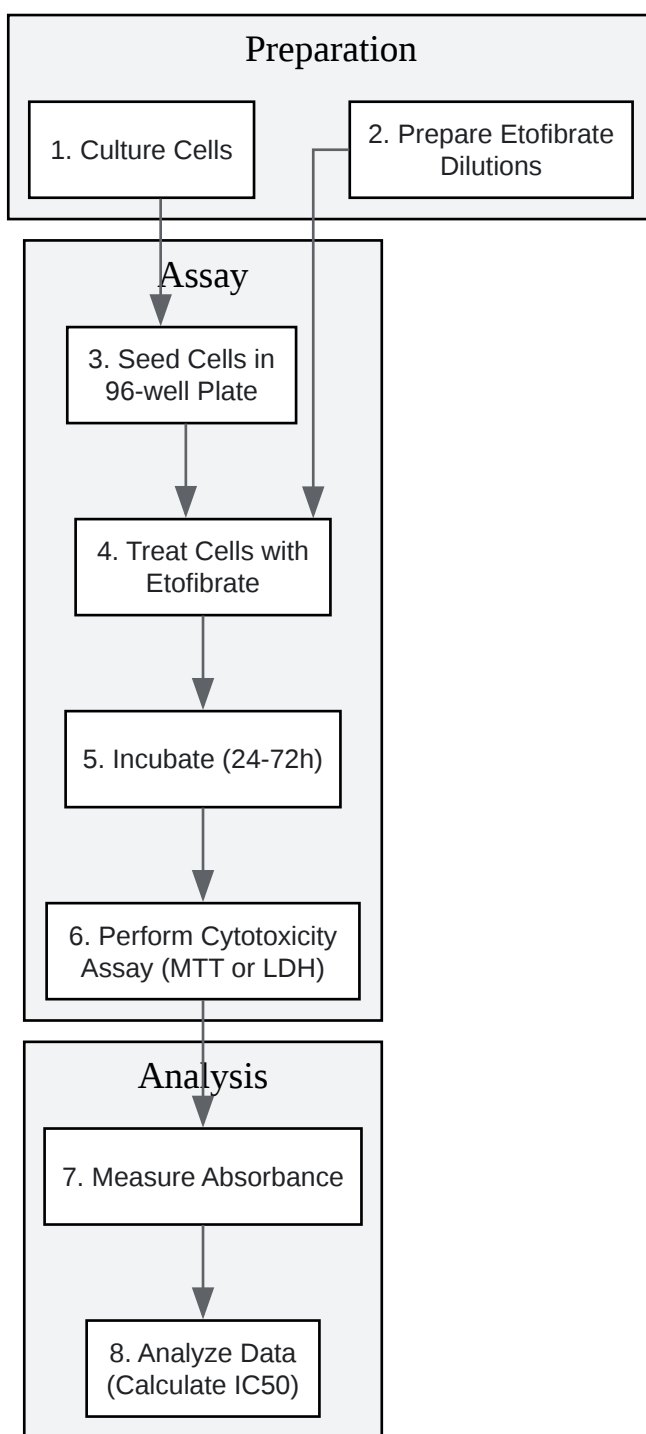 Preparation
1. Culture Cells
2. Prepare Etofibrate
Dilutions
Assay
3. Seed Cells in
96-well Plate
4. Treat Cells with
Etofibrate
5. Incubate (24-72h)
6. Perform Cytotoxicity
Assay (MTT or LDH)
Analysis
7. Measure Absorbance
8. Analyze Data
(Calculate IC50)